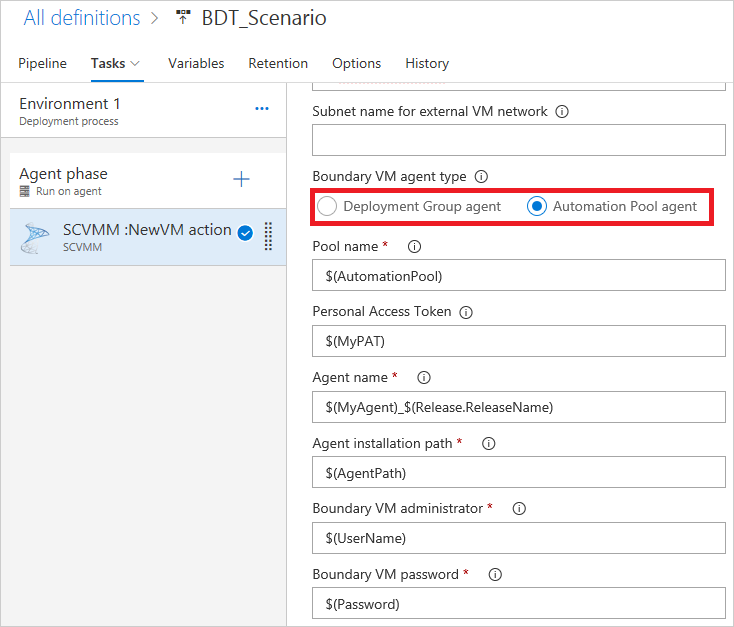 All definitions > BDT_Scenario
Pipeline Tasks Variables Retention Options History
Environment 1
Deployment process
...
Agent phase
Run on agent
SCVMM :NewVM action
SCVMM
Subnet name for external VM network
Boundary VM agent type
Deployment Group agent Automation Pool agent
Pool name *
$(AutomationPool)
Personal Access Token
$(MyPAT)
Agent name *
$(MyAgent)_$(Release.ReleaseName)
Agent installation path *
$(AgentPath)
Boundary VM administrator *
$(UserName)
Boundary VM password *
$(Password)